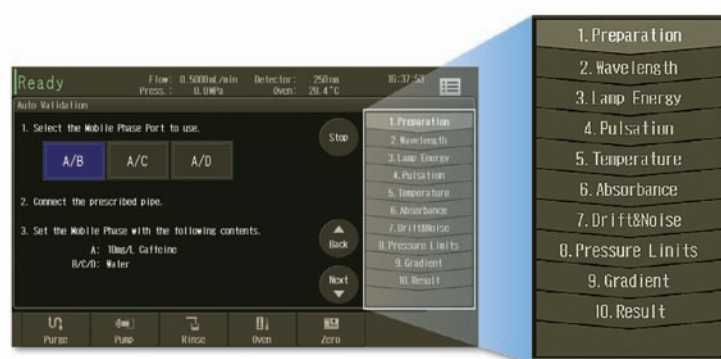 Ready
Flow: 0.5000mL/min Detector: 250nm
Press.: 0.0MPa Oven: 28.4°C
16:37:53
Auto Validation
1. Select the Mobile Phase Port to use.
A/B A/C A/D
2. Connect the prescribed pipe.
3. Set the Mobile Phase with the following contents.
A: 10mg/L Caffeine
B/C/D: Water
Stop
Back
Next
1.Preparation
2.Wavelength
3.Lamp Energy
4.Pulsation
5.Temperature
6.Absorbance
7.Drift&Noise
8.Pressure Limits
9.Gradient
10.Result
Purge Pump Rinse Oven Zero
1.Preparation
2.Wavelength
3.Lamp Energy
4.Pulsation
5.Temperature
6.Absorbance
7.Drift&Noise
8.Pressure Limits
9.Gradient
10.Result